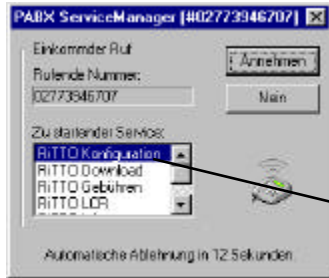 PABX ServiceManager [#02773946707]
Einkommder Ruf
Rufende Nummer:
02773946707
Annehmen
Nein
Zu startender Service:
RiTTO Konfiguration
RiTTO Download
RiTTO Gebühren
RiTTO LCR
Automatische Ablehnung in 12 Sekunden.